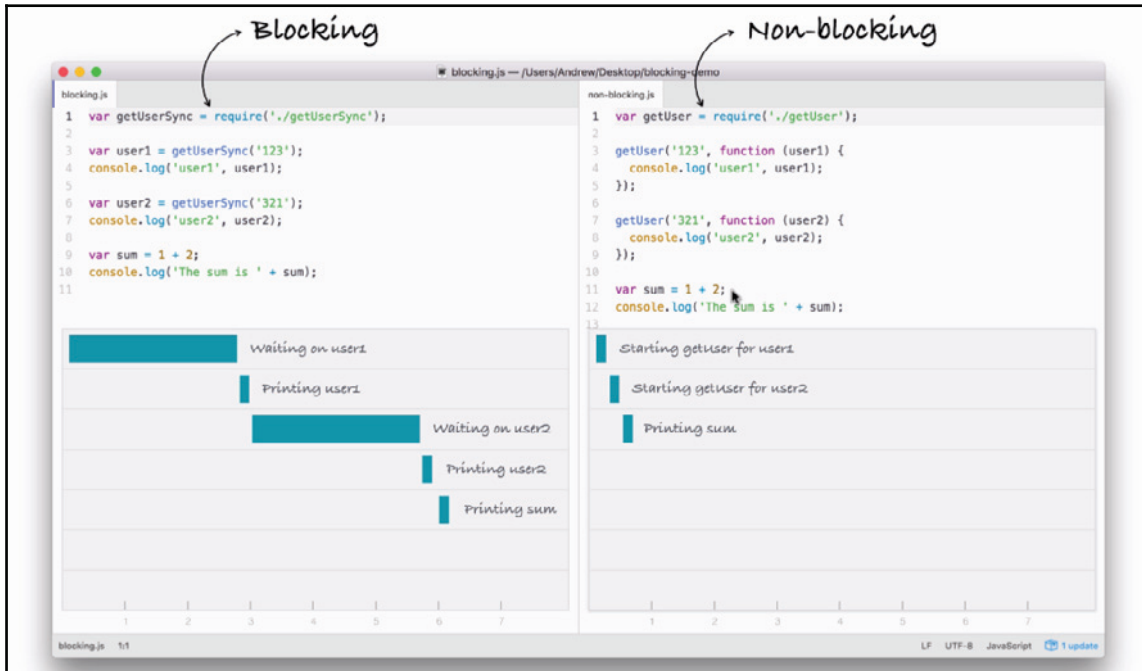 Blocking
Non-blocking
blocking.js — /Users/Andrew/Desktop/blocking-demo
blocking.js
1 var getUserSync = require('./getUserSync');
2
3 var user1 = getUserSync('123');
4 console.log('user1', user1);
5
6 var user2 = getUserSync('321');
7 console.log('user2', user2);
8
9 var sum = 1 + 2;
10 console.log('The sum is ' + sum);
11
Waiting on user1
Printing user1
Waiting on user2
Printing user2
Printing sum
1 2 3 4 5 6 7
non-blocking.js
1 var getUser = require('./getUser');
2
3 getUser('123', function (user1) {
4 console.log('user1', user1);
5 });
6
7 getUser('321', function (user2) {
8 console.log('user2', user2);
9 });
10
11 var sum = 1 + 2;
12 console.log('The sum is ' + sum);
13
Starting getUser for user1
Starting getUser for user2
Printing sum
1 2 3 4 5 6 7
blocking.js 1:1 LF UTF-8 JavaScript 1 update